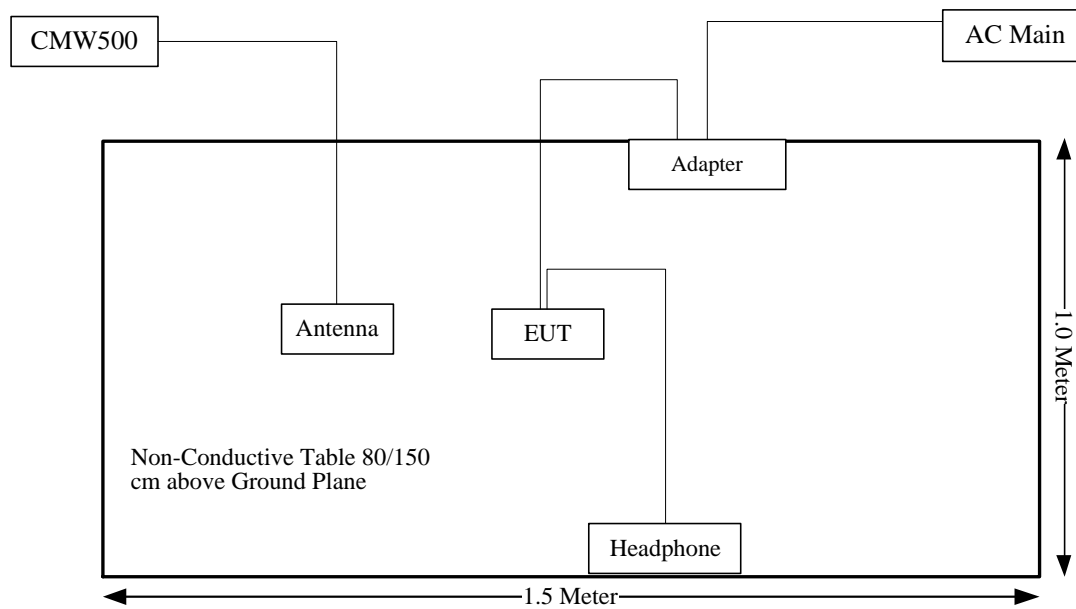 CMW500
AC Main
Adapter
Antenna
EUT
1.0 Meter
Non-Conductive Table 80/150
cm above Ground Plane
Headphone
1.5 Meter